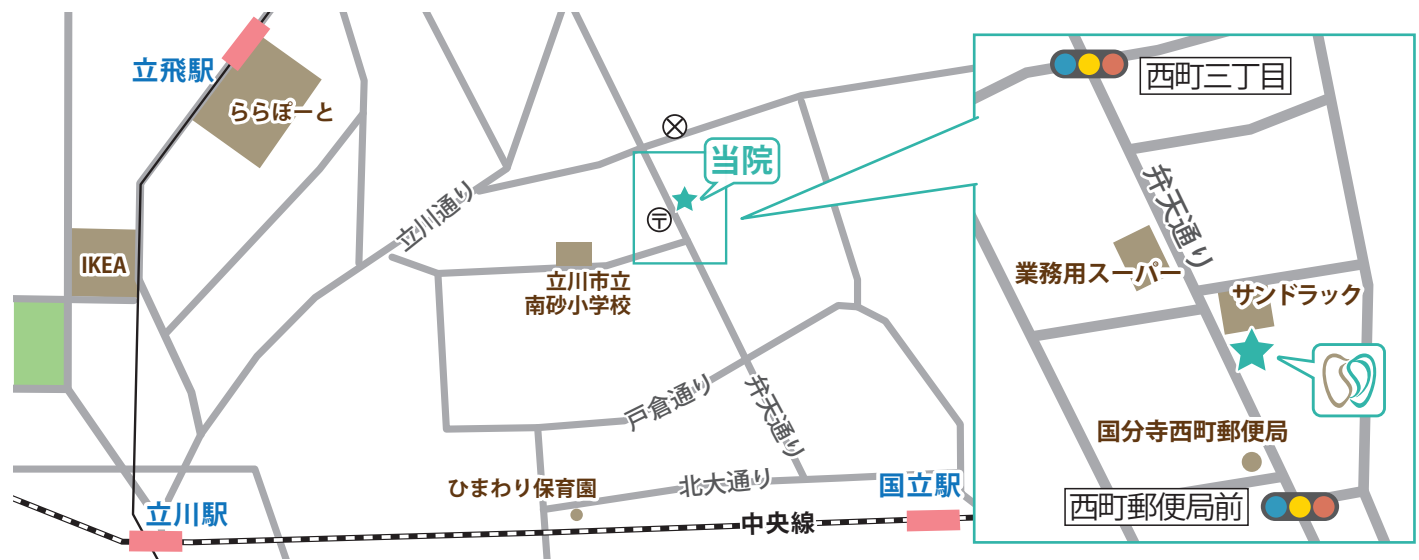 立飛駅
ららぽーと
IKEA
立川通り
当院
〒
立川市立
南砂小学校
戸倉通り
弁天通り
北大通り
ひまわり保育園
立川駅
国立駅
中央線
西町三丁目
弁天通り
業務用スーパー
サンドラック
国分寺西町郵便局
西町郵便局前